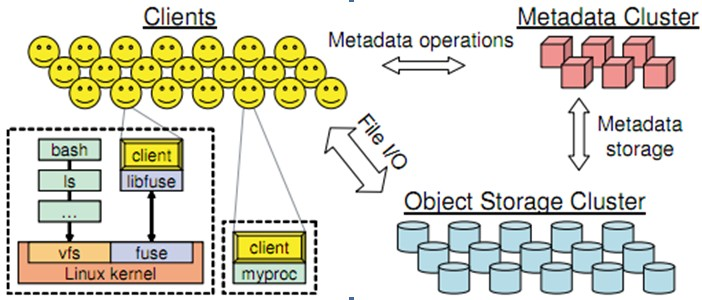 Clients
Metadata Cluster
Metadata operations
bash
ls
...
client
libfuse
vfs
fuse
Linux kernel
client
myproc
File I/O
Metadata
storage
Object Storage Cluster